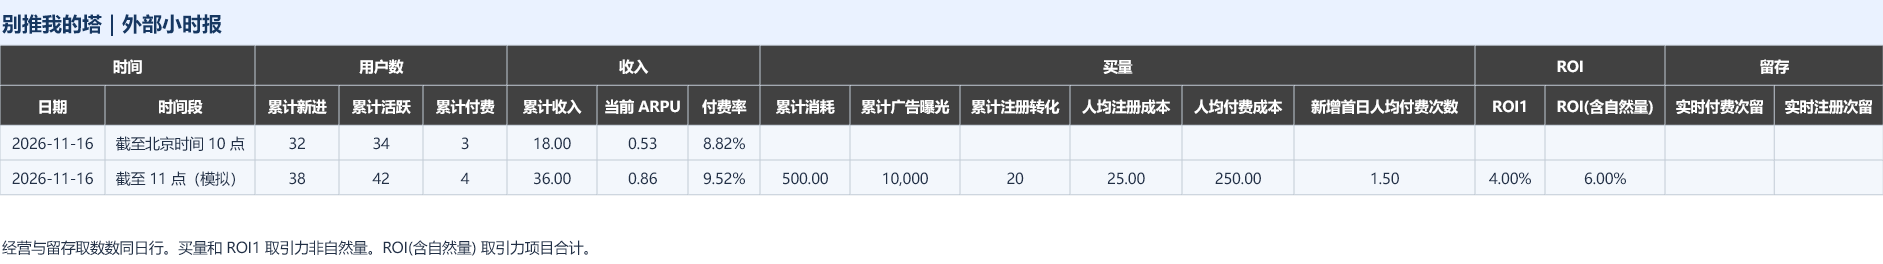 别推我的塔｜外部小时报
时间 用户数 收入 买量 ROI 留存
日期 时间段 累计新进 累计活跃 累计付费 累计收入 当前 ARPU 付费率 累计消耗 累计广告曝光 累计注册转化 人均注册成本 人均付费成本 新增首日人均付费次数 ROI1 ROI(含自然量) 实时付费次留 实时注册次留
2026-11-16 截至北京时间 10 点 32 34 3 18.00 0.53 8.82%
2026-11-16 截至 11 点（模拟） 38 42 4 36.00 0.86 9.52% 500.00 10,000 20 25.00 250.00 1.50 4.00% 6.00%
经营与留存取数数同日行。买量和 ROI1 取引力非自然量。ROI(含自然量) 取引力项目合计。